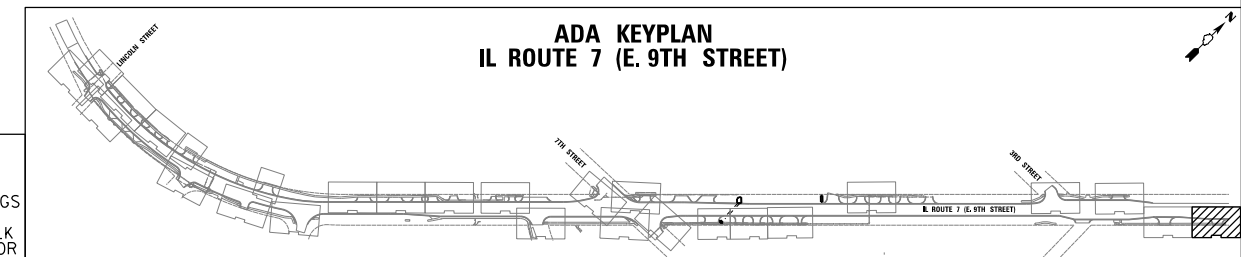 ADA KEYPLAN
IL ROUTE 7 (E. 9TH STREET)
N
LINCOLN STREET
7TH STREET
3RD STREET
IL ROUTE 7 (E. 9TH STREET)
GS
LK
OR